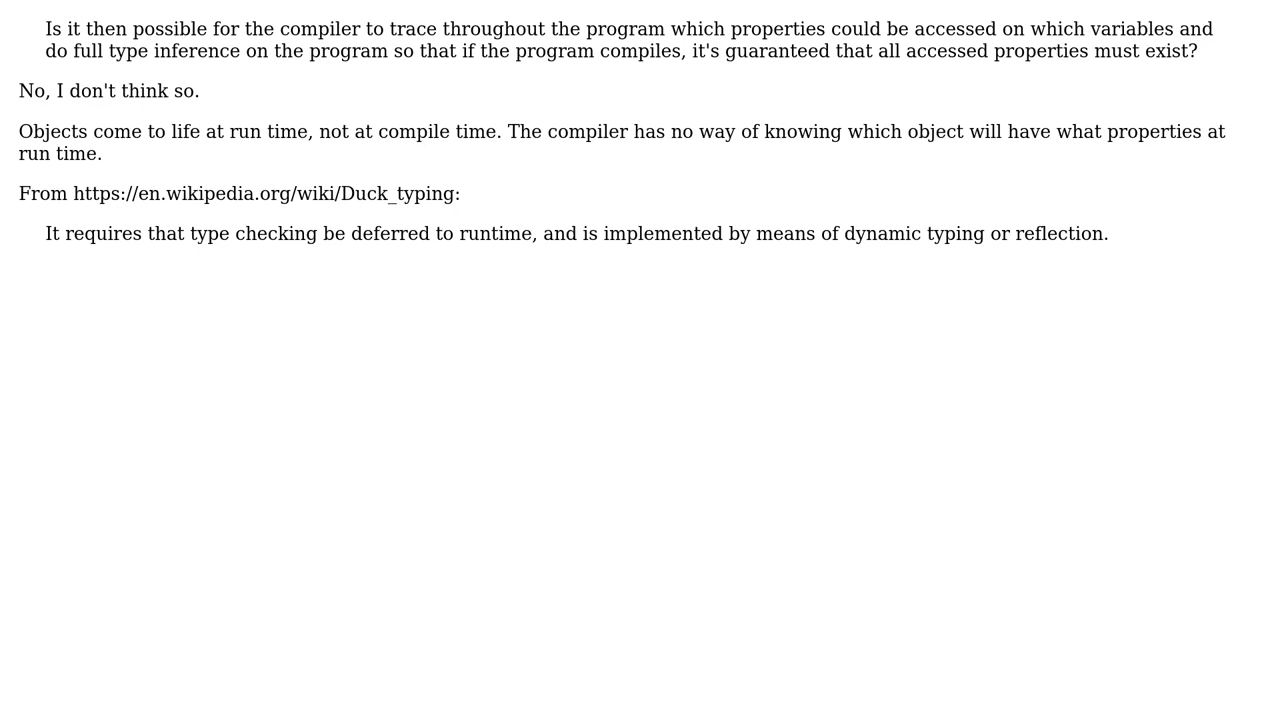 Is it then possible for the compiler to trace throughout the program which properties could be accessed on which variables and
do full type inference on the program so that if the program compiles, it's guaranteed that all accessed properties must exist?
No, I don't think so.
Objects come to life at run time, not at compile time. The compiler has no way of knowing which object will have what properties at
run time.
From https://en.wikipedia.org/wiki/Duck_typing:
It requires that type checking be deferred to runtime, and is implemented by means of dynamic typing or reflection.